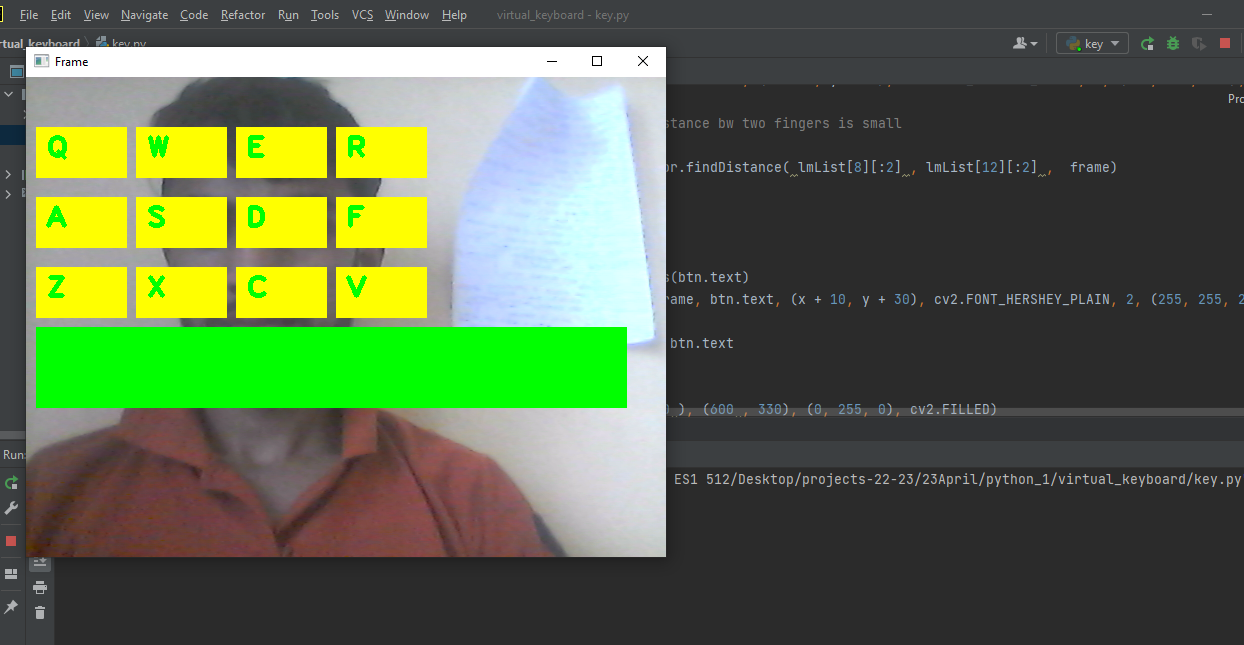 File Edit View Navigate Code Refactor Run Tools VCS Window Help virtual_keyboard - key.py
rtual_keyboard key.py
key
Frame
Q W E R
A S D F
Z X C V
stance bw two fingers is small
or.findDistance( lmList[8][:2] , lmList[12][:2] , frame)
s(btn.text)
rame, btn.text, (x + 10, y + 30), cv2.FONT_HERSHEY_PLAIN, 2, (255, 255, 2
btn.text
), (600 , 330), (0, 255, 0), cv2.FILLED)
Run:
ES1 512/Desktop/projects-22-23/23April/python_1/virtual_keyboard/key.py
Pro